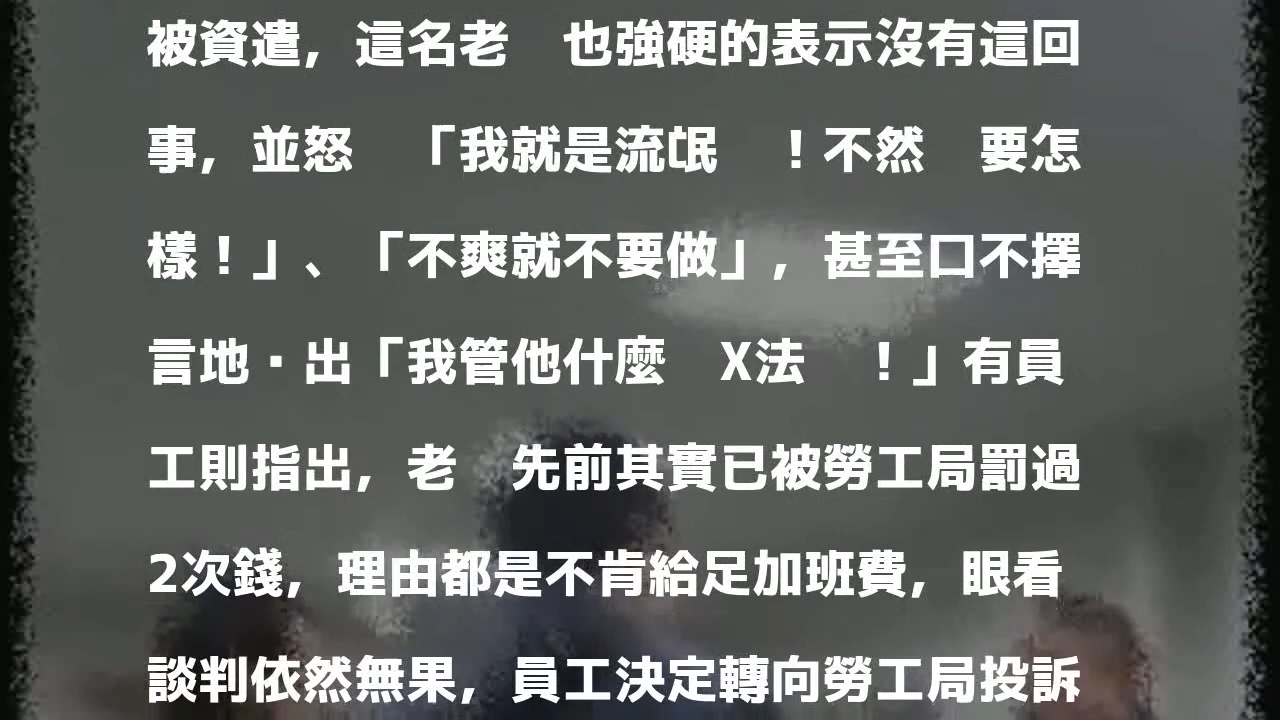 被資遣，這名老　也強硬的表示沒有這回
事，並怒　「我就是流氓　！不然　要怎
樣！」、「不爽就不要做」，甚至口不擇
言地·出「我管他什麼　X法　！」有員
工則指出，老　先前其實已被勞工局罰過
2次錢，理由都是不肯給足加班費，眼看
談判依然無果，員工決定轉向勞工局投訴